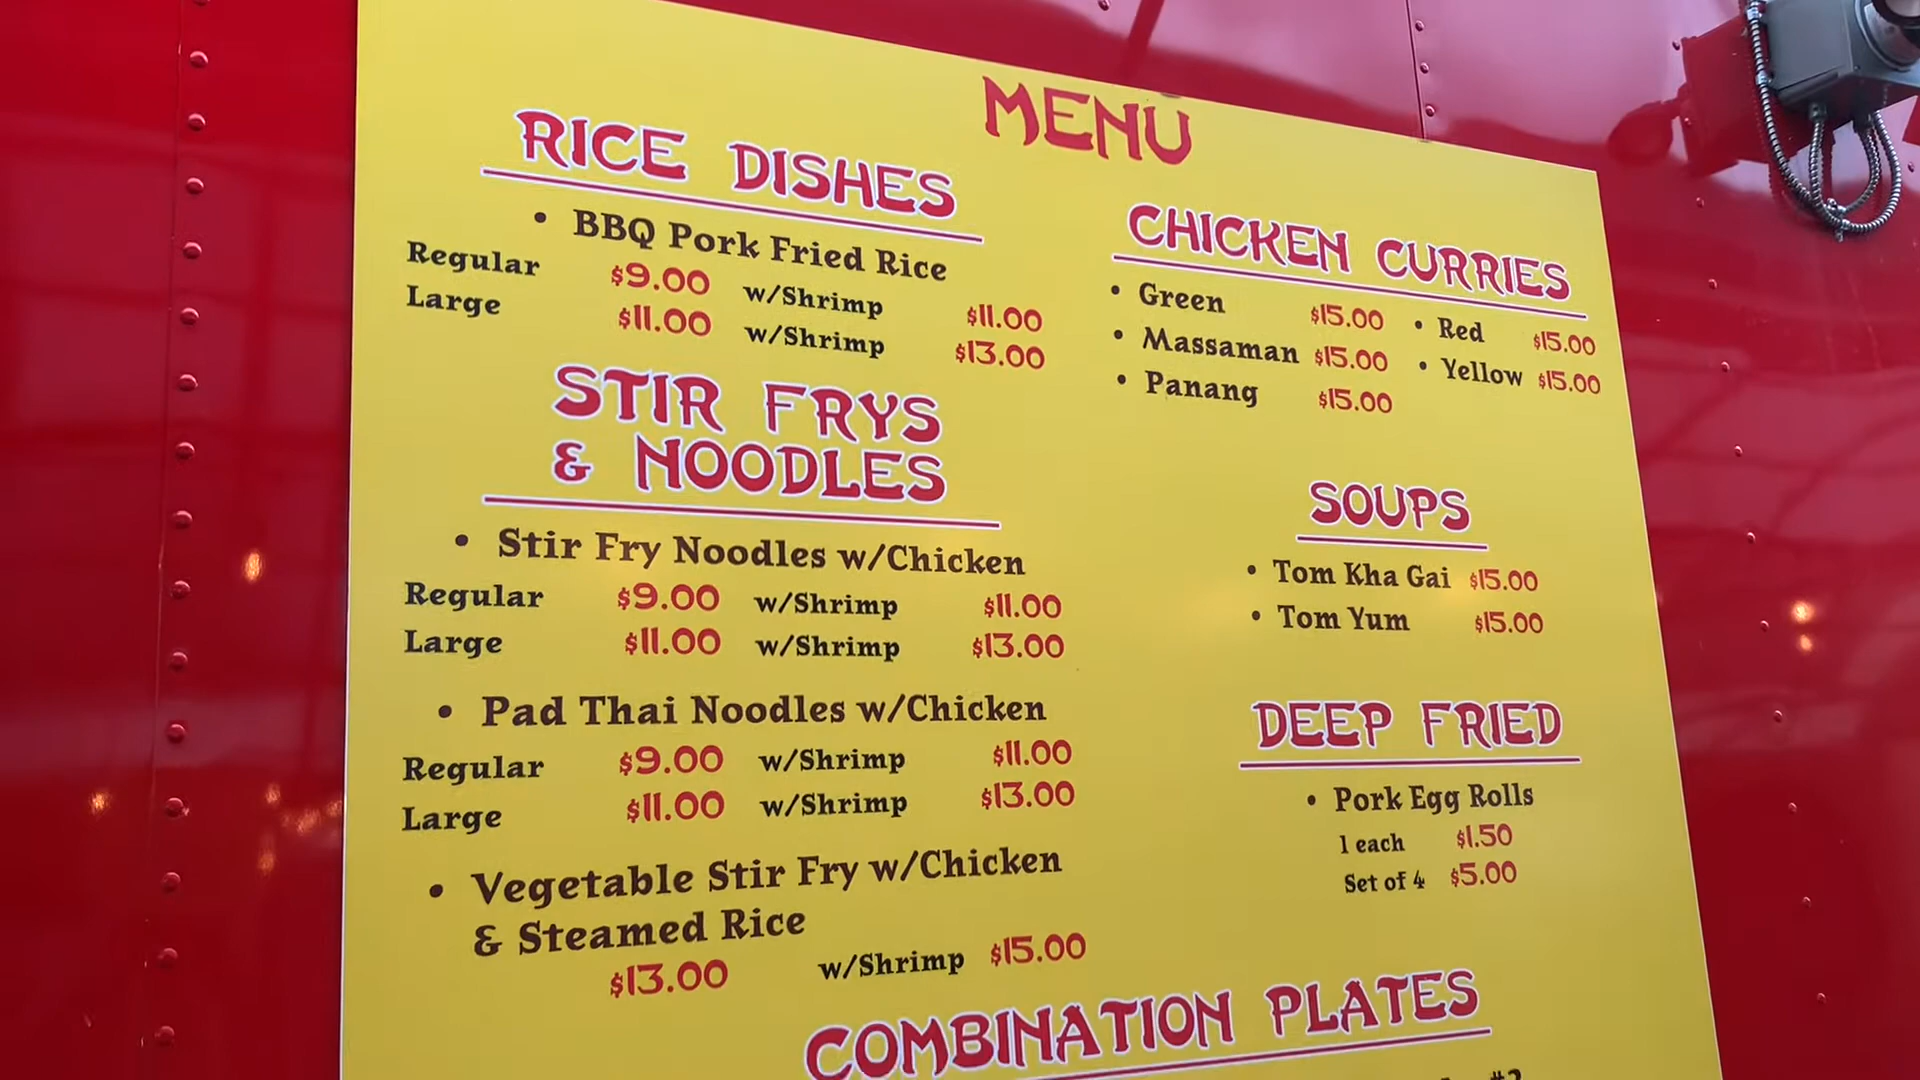 MENU
RICE DISHES
• BBQ Pork Fried Rice
Regular $9.00 w/Shrimp $11.00
Large $11.00 w/Shrimp $13.00
STIR FRYS
& NOODLES
• Stir Fry Noodles w/Chicken
Regular $9.00 w/Shrimp $11.00
Large $11.00 w/Shrimp $13.00
• Pad Thai Noodles w/Chicken
Regular $9.00 w/Shrimp $11.00
Large $11.00 w/Shrimp $13.00
• Vegetable Stir Fry w/Chicken
& Steamed Rice
$13.00 w/Shrimp $15.00
CHICKEN CURRIES
• Green $15.00 • Red $15.00
• Massaman $15.00 • Yellow $15.00
• Panang $15.00
SOUPS
• Tom Kha Gai $15.00
• Tom Yum $15.00
DEEP FRIED
• Pork Egg Rolls
1 each $1.50
Set of 4 $5.00
COMBINATION PLATES